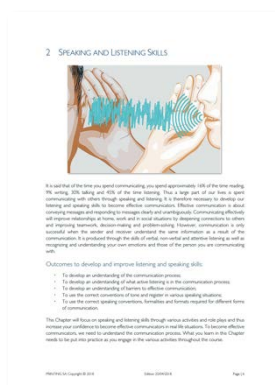 2 SPEAKING AND LISTENING SKILLS
It is said that of the time you spend communicating, you spend approximately 16% of the time reading,
9% writing, 30% talking and 45% of the time listening. Thus a large part of our lives is spent
communicating with others through speaking and listening. It is therefore necessary to develop our
listening and speaking skills to become effective communicators. Effective communication is about
conveying messages and responding to messages clearly and unambiguously. Communicating effectively
will improve relationships at home, work and in social situations by deepening connections to others
and improving teamwork, decision-making and problem-solving. However, communication is only
successful when the sender and receiver understand the same information as a result of the
communication. It is produced through the skills of verbal, non-verbal and attentive listening as well as
recognising and understanding your own emotions and those of the person you are communicating
with.
Outcomes to develop and improve listening and speaking skills:
- To develop an understanding of the communication process.
- To develop an understanding of what active listening is in the communication process.
- To develop an understanding of barriers to effective communication.
- To use the correct conventions of tone and register in various speaking situations.
- To use the correct speaking conventions, formalities and formats required for different forms
of communication.
The Chapter will focus on speaking and listening skills through various activities and role plays and thus
increase your confidence to become effective communicators in real life situations. To become effective
communicators, we need to understand the communication process. What you learn in this Chapter
needs to be put into practice as you engage in the various activities throughout the course.
Copyright © 2018
Page 24